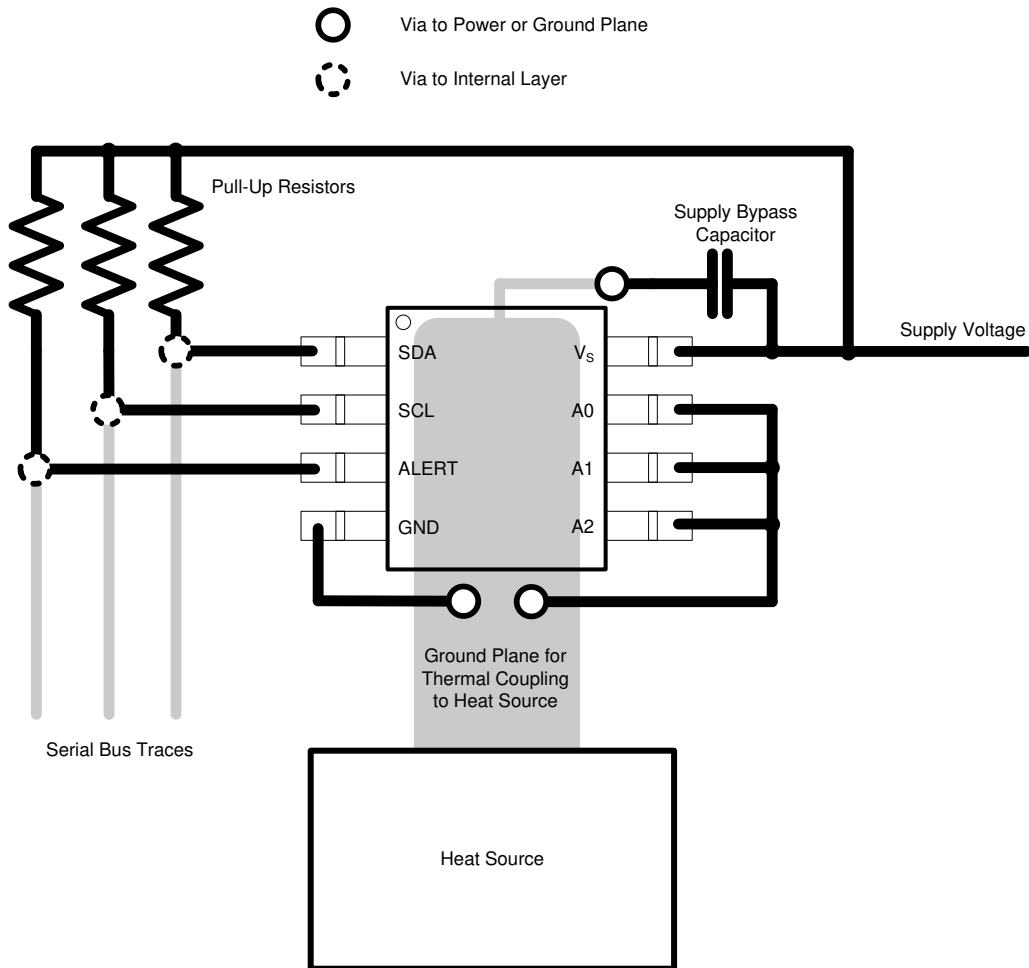 Via to Power or Ground Plane
Via to Internal Layer
Pull-Up Resistors
Supply Bypass
Capacitor
Supply Voltage
SDA
VS
SCL
A0
ALERT
A1
GND
A2
Ground Plane for
Thermal Coupling
to Heat Source
Serial Bus Traces
Heat Source